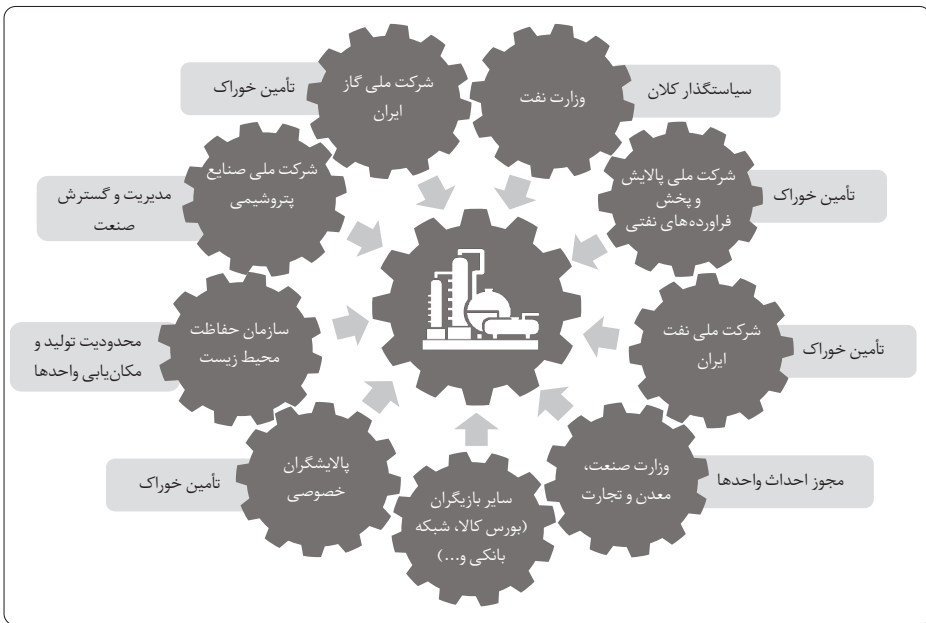 وزارت نفت
سیاستگذار کلان
شرکت ملی پالایش
و پخش
فراورده‌های نفتی
تأمین خوراک
شرکت ملی نفت
ایران
تأمین خوراک
وزارت صنعت،
معدن و تجارت
مجوز احداث واحدها
سایر بازیگران
(بورس کالا، شبکه
بانکی و...)
پالایشگران
خصوصی
تأمین خوراک
سازمان حفاظت
محیط زیست
محدودیت تولید و
مکان‌یابی واحدها
شرکت ملی صنایع
پتروشیمی
مدیریت و گسترش
صنعت
شرکت ملی گاز
ایران
تأمین خوراک